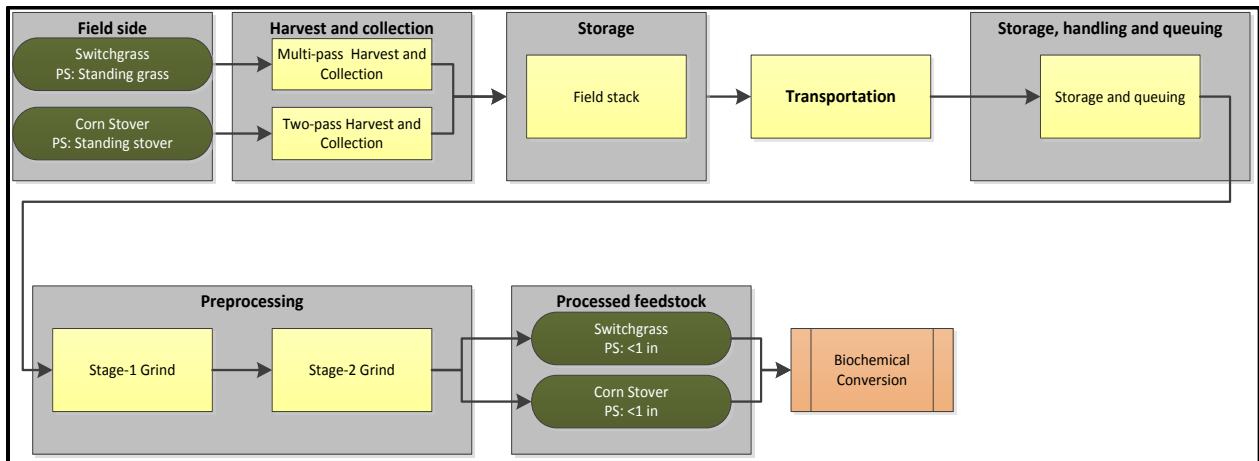 Field side
Switchgrass
PS: Standing grass
Corn Stover
PS: Standing stover
Harvest and collection
Multi-pass Harvest and
Collection
Two-pass Harvest and
Collection
Storage
Field stack
Transportation
Storage, handling and queuing
Storage and queuing
Preprocessing
Stage-1 Grind
Stage-2 Grind
Processed feedstock
Switchgrass
PS: <1 in
Corn Stover
PS: <1 in
Biochemical
Conversion